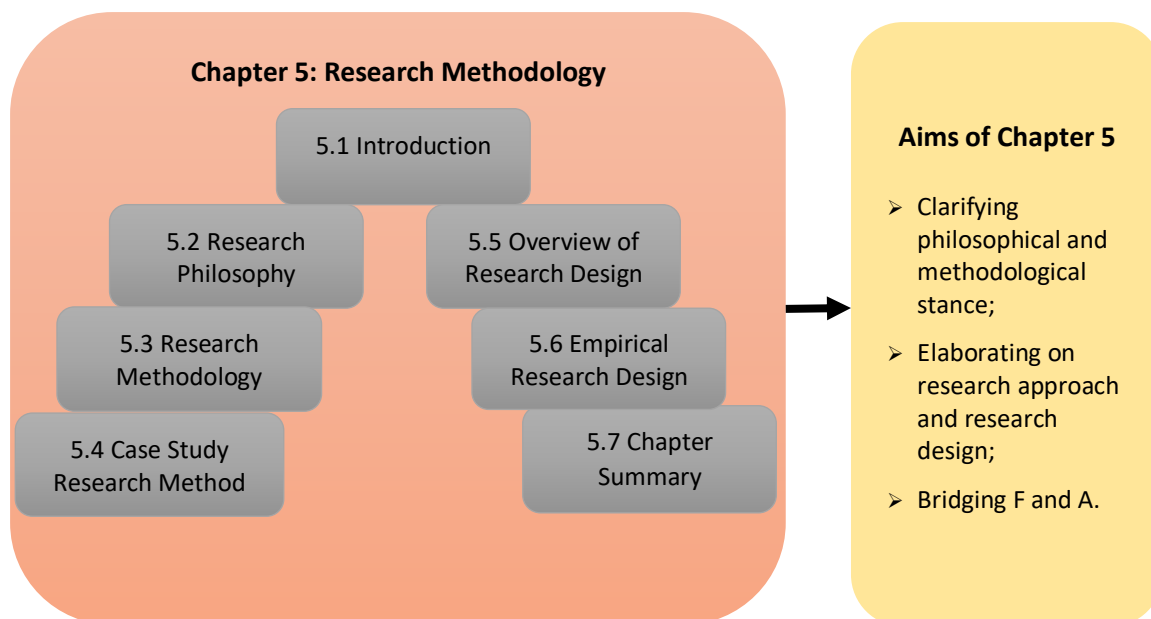 Chapter 5: Research Methodology
5.1 Introduction
5.2 Research
Philosophy
5.3 Research
Methodology
5.4 Case Study
Research Method
5.5 Overview of
Research Design
5.6 Empirical
Research Design
5.7 Chapter
Summary
Aims of Chapter 5
➢ Clarifying
philosophical and
methodological
stance;
➢ Elaborating on
research approach
and research
design;
➢ Bridging F and A.